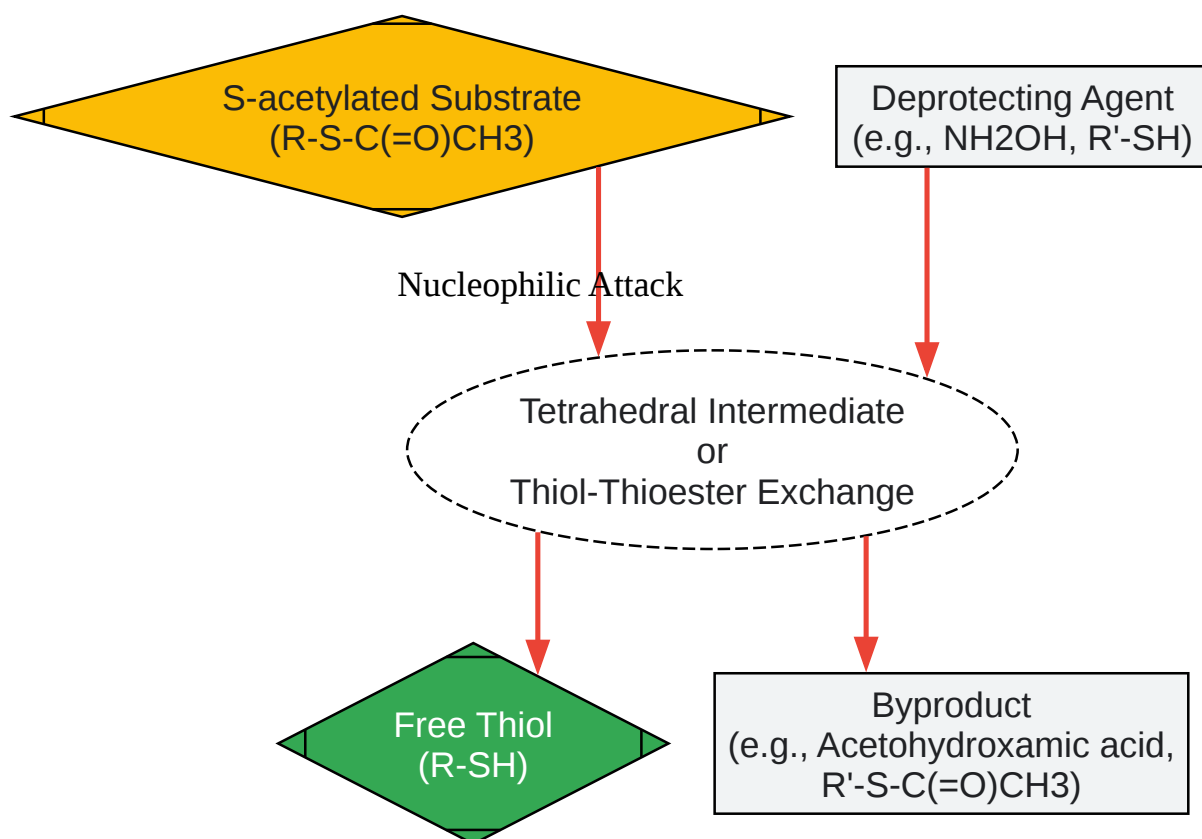 S-acetylated Substrate
(R-S-C(=O)CH3)
Deprotecting Agent
(e.g., NH2OH, R'-SH)
Nucleophilic Attack
Tetrahedral Intermediate
or
Thiol-Thioester Exchange
Free Thiol
(R-SH)
Byproduct
(e.g., Acetohydroxamic acid,
R'-S-C(=O)CH3)